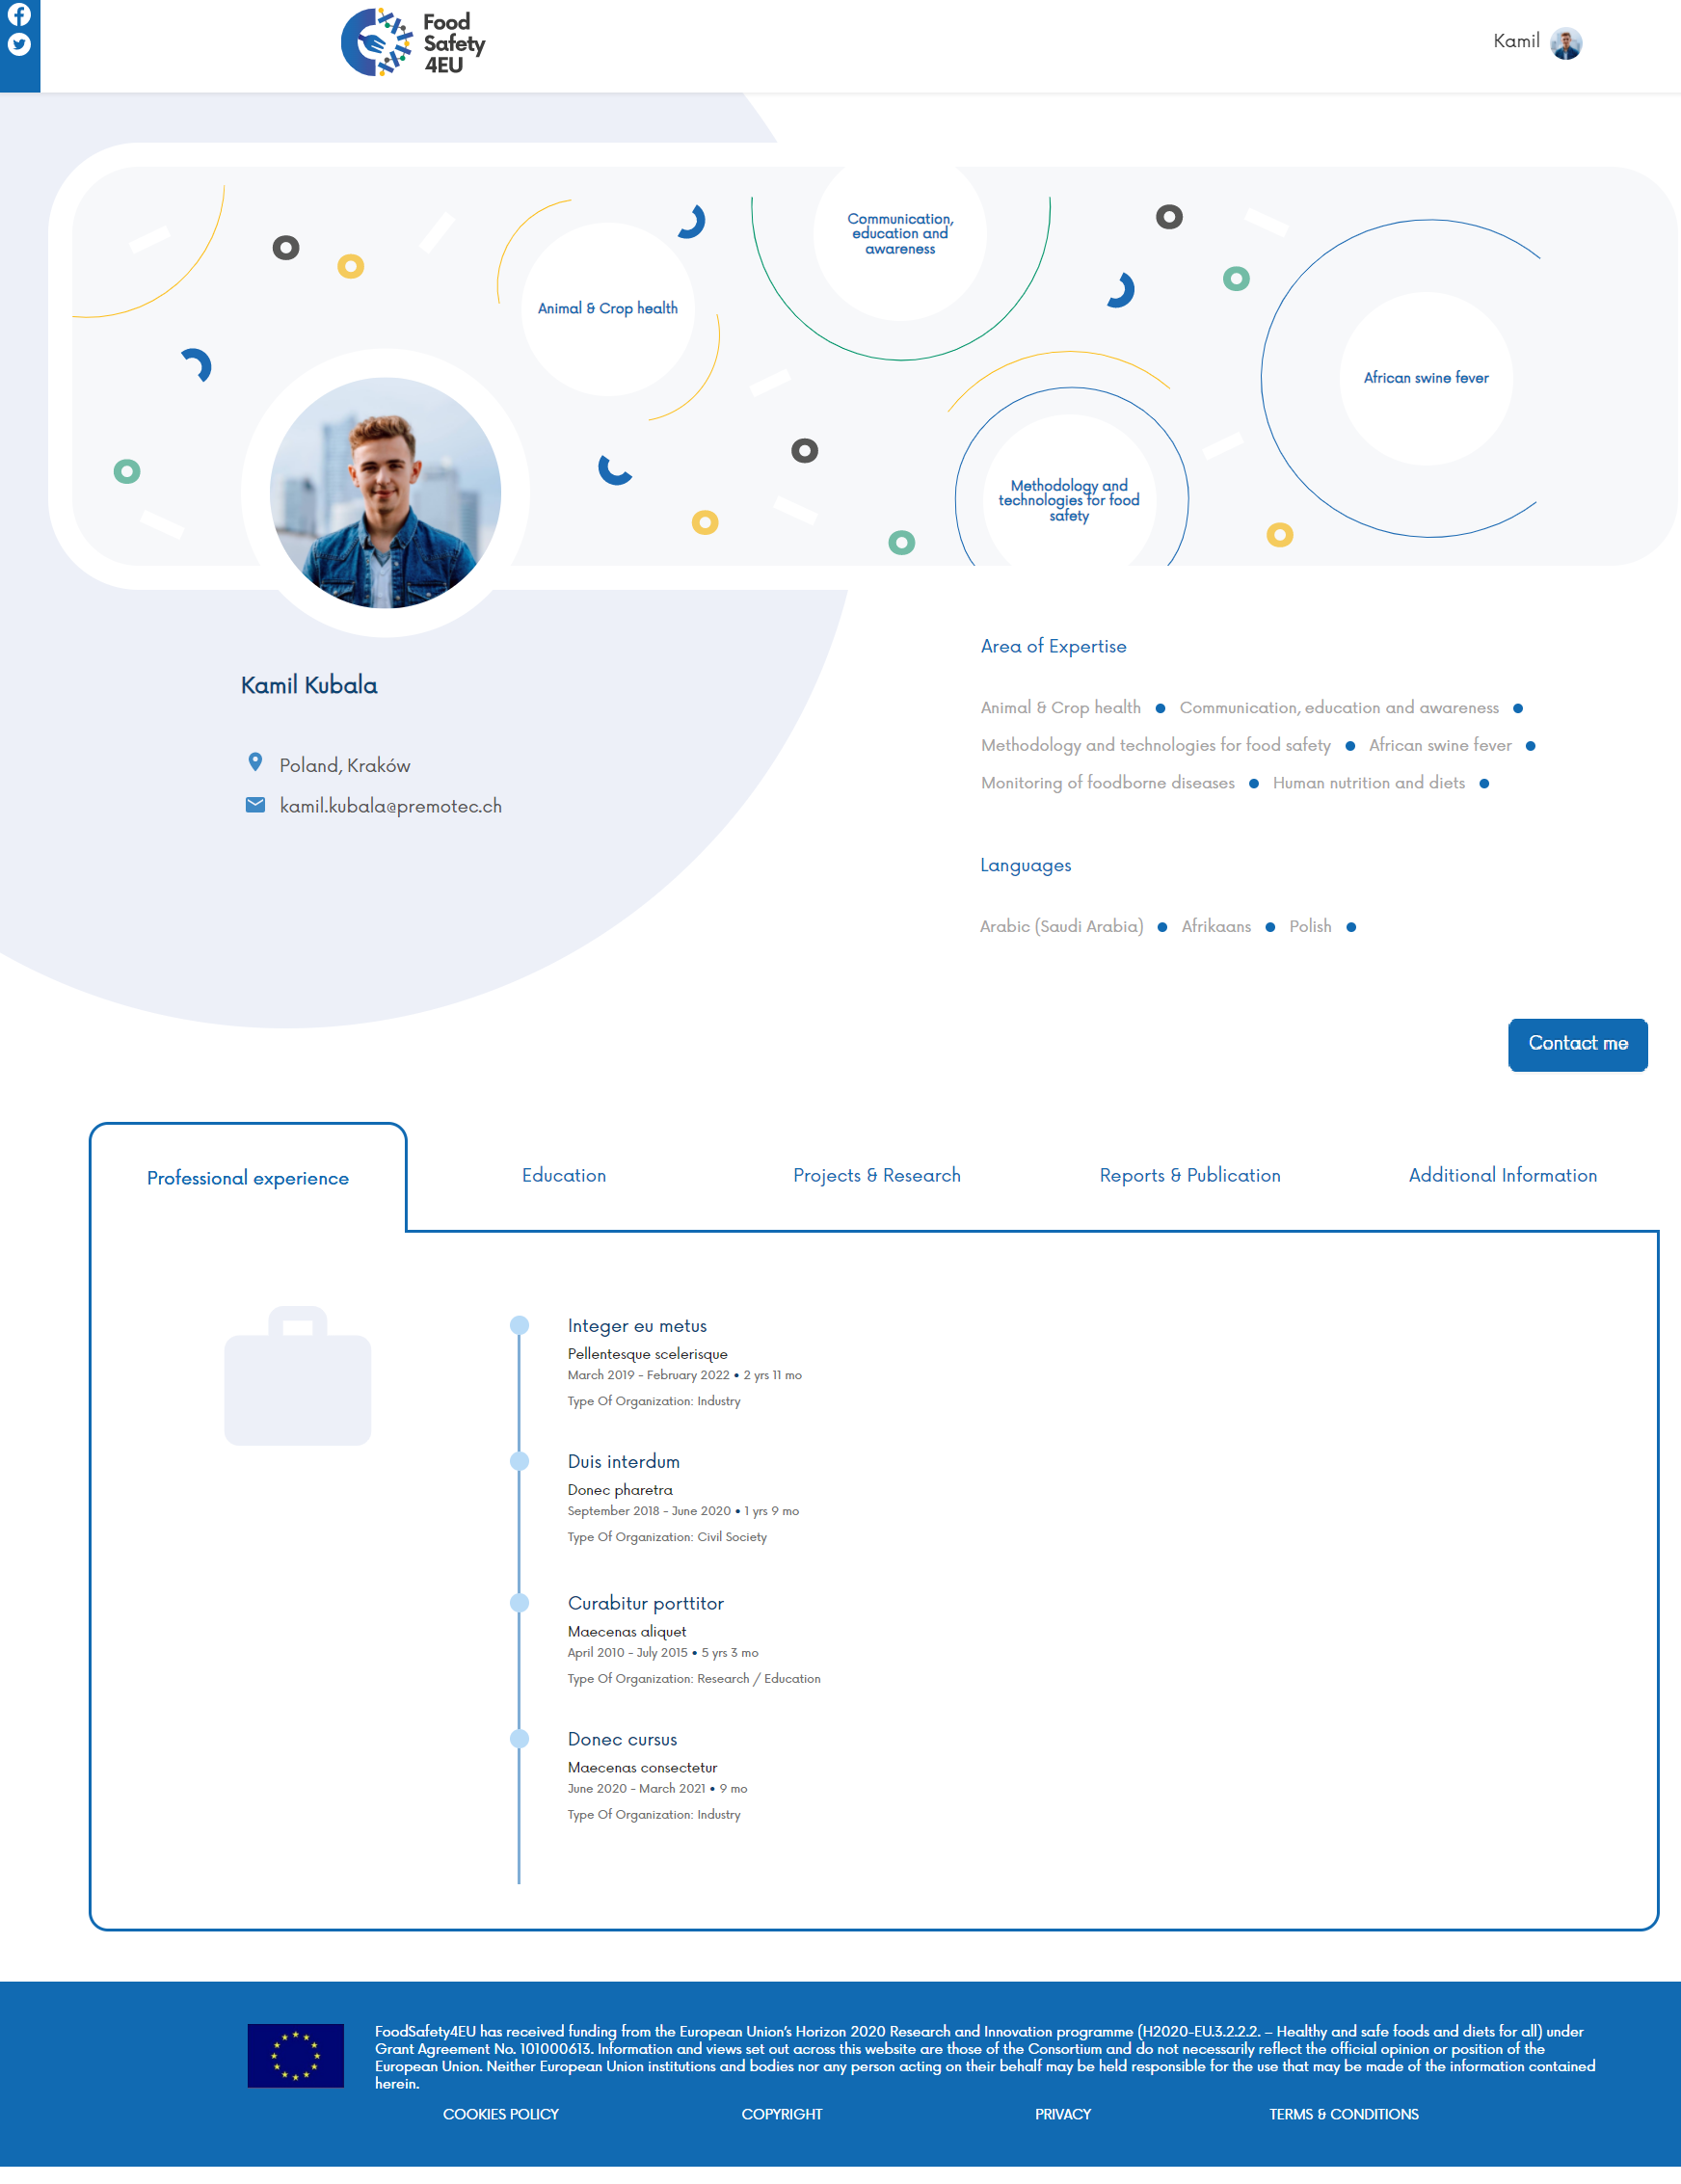 Food
Safety
4EU
Kamil
Communication,
education and
awareness
Animal & Crop health
African swine fever
Methodology and
technologies for food
safety
Kamil Kubala
Poland, Kraków
kamil.kubala@premotec.ch
Area of Expertise
Animal & Crop health Communication, education and awareness
Methodology and technologies for food safety African swine fever
Monitoring of foodborne diseases Human nutrition and diets
Languages
Arabic (Saudi Arabia) Afrikaans Polish
Contact me
Professional experience Education Projects & Research Reports & Publication Additional Information
Integer eu metus
Pellentesque scelerisque
March 2019 - February 2022 • 2 yrs 11 mo
Type Of Organization: Industry
Duis interdum
Donec pharetra
September 2018 - June 2020 • 1 yrs 9 mo
Type Of Organization: Civil Society
Curabitur porttitor
Maecenas aliquet
April 2010 - July 2015 • 5 yrs 3 mo
Type Of Organization: Research / Education
Donec cursus
Maecenas consectetur
June 2020 - March 2021 • 9 mo
Type Of Organization: Industry
FoodSafety4EU has received funding from the European Union's Horizon 2020 Research and Innovation programme (H2020-EU.3.2.2.2. – Healthy and safe foods and diets for all) under
Grant Agreement No. 101000613. Information and views set out across this website are those of the Consortium and do not necessarily reflect the official opinion or position of the
European Union. Neither European Union institutions and bodies nor any person acting on their behalf may be held responsible for the use that may be made of the information contained
herein.
COOKIES POLICY COPYRIGHT PRIVACY TERMS & CONDITIONS